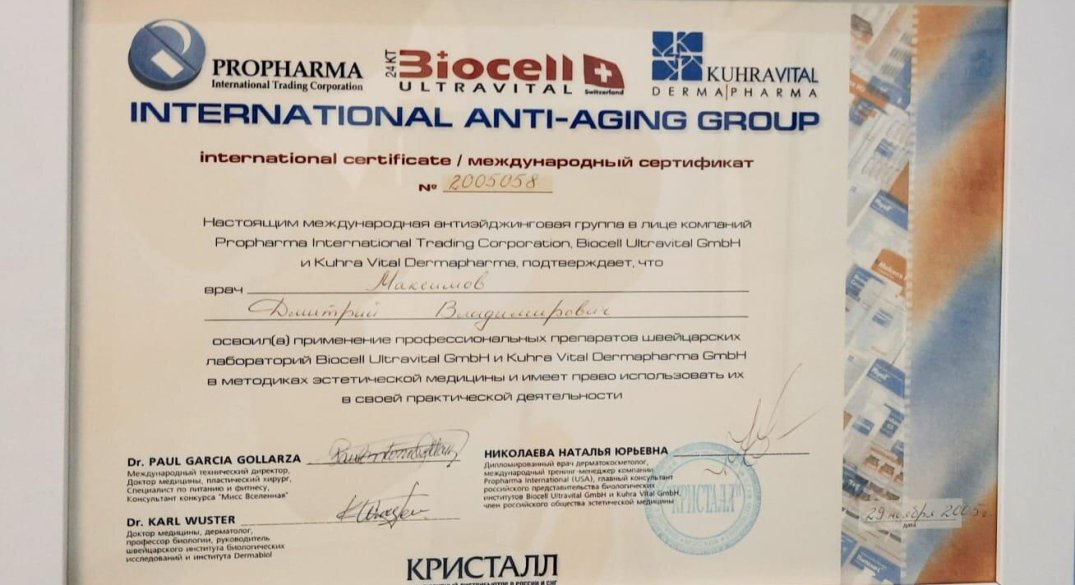 PROPHARMA
International Trading Corporation
24 KT Biocell
ULTRAVITAL Switzerland
KUHRAVITAL
DERMA|PHARMA
INTERNATIONAL ANTI-AGING GROUP
international certificate / международный сертификат
№ 2005058
Настоящим международная антиэйджинговая группа в лице компаний
Propharma International Trading Corporation, Biocell Ultravital GmbH
и Kuhra Vital Dermapharma, подтверждает, что
врач Максимов
Дмитрий Владимирович
освоил(а) применение профессиональных препаратов швейцарских
лабораторий Biocell Ultravital GmbH и Kuhra Vital Dermapharma GmbH
в методиках эстетической медицины и имеет право использовать их
в своей практической деятельности
Dr. PAUL GARCIA GOLLARZA
Международный технический директор,
Доктор медицины, пластический хирург,
Специалист по питанию и фитнесу,
Консультант конкурса "Мисс Вселенная"
Dr. KARL WUSTER
Доктор медицины, дерматолог,
профессор биологии, руководитель
швейцарского института биологических
исследований и института Dermabiol
НИКОЛАЕВА НАТАЛЬЯ ЮРЬЕВНА
Дипломированный врач дерматокосметолог,
международный тренинг-менеджер компании
Propharma International (USA), главный консультант
российского представительства биологических
институтов Biocell Ultravital GmbH и Kuhra Vital GmbH,
член российского общества эстетической медицины
КРИСТАЛЛ
29 ноября
дата
КРИСТАЛЛ